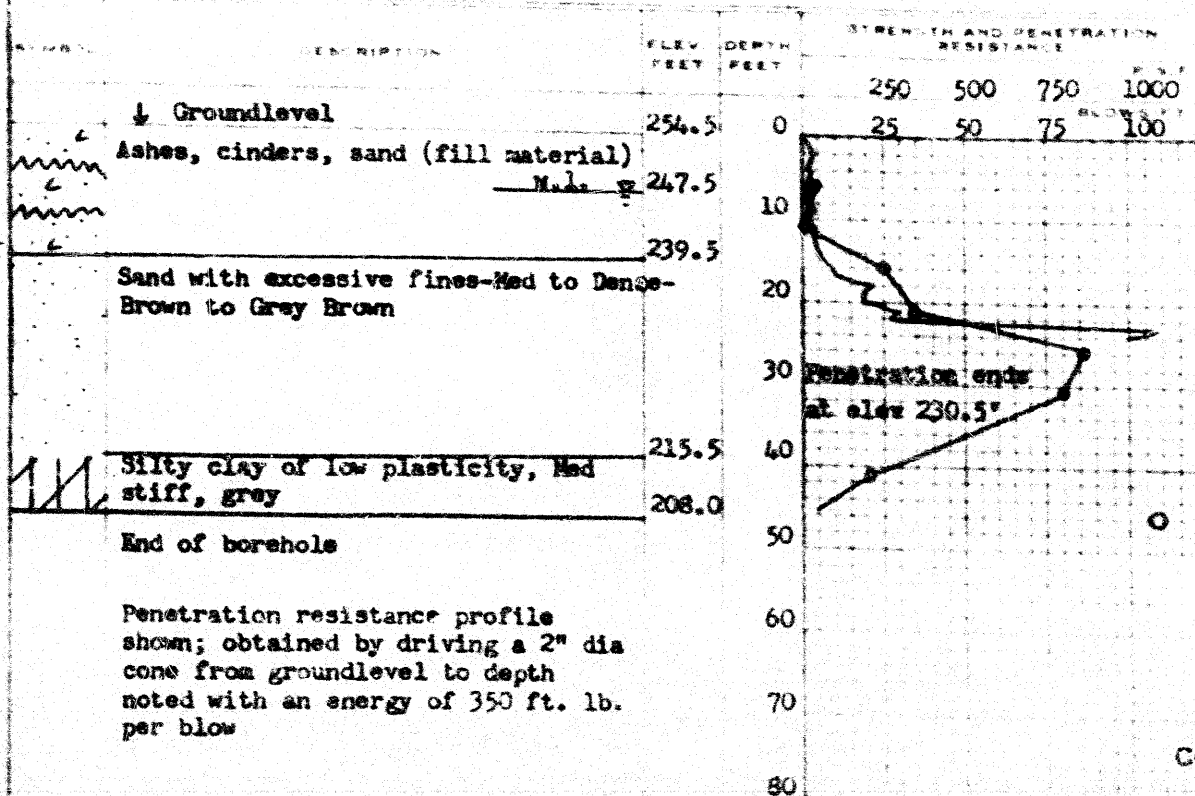 SYMBOL DESCRIPTION ELEV. FEET DEPTH FEET STRENGTH AND PENETRATION RESISTANCE
P.S.F
250 500 750 1000
BLOWS/FT
↓ Groundlevel 254.5 0 25 50 75 100
Ashes, cinders, sand (fill material)
W.L. 247.5
10
239.5
Sand with excessive fines-Med to Dense-
Brown to Grey Brown
20
30 Penetration ends
at elev 230.5'
215.5 40
Silty clay of low plasticity, Med
stiff, grey
208.0
End of borehole 50
Penetration resistance profile 60
shown; obtained by driving a 2" dia
cone from groundlevel to depth
noted with an energy of 350 ft. lb. 70
per blow
80